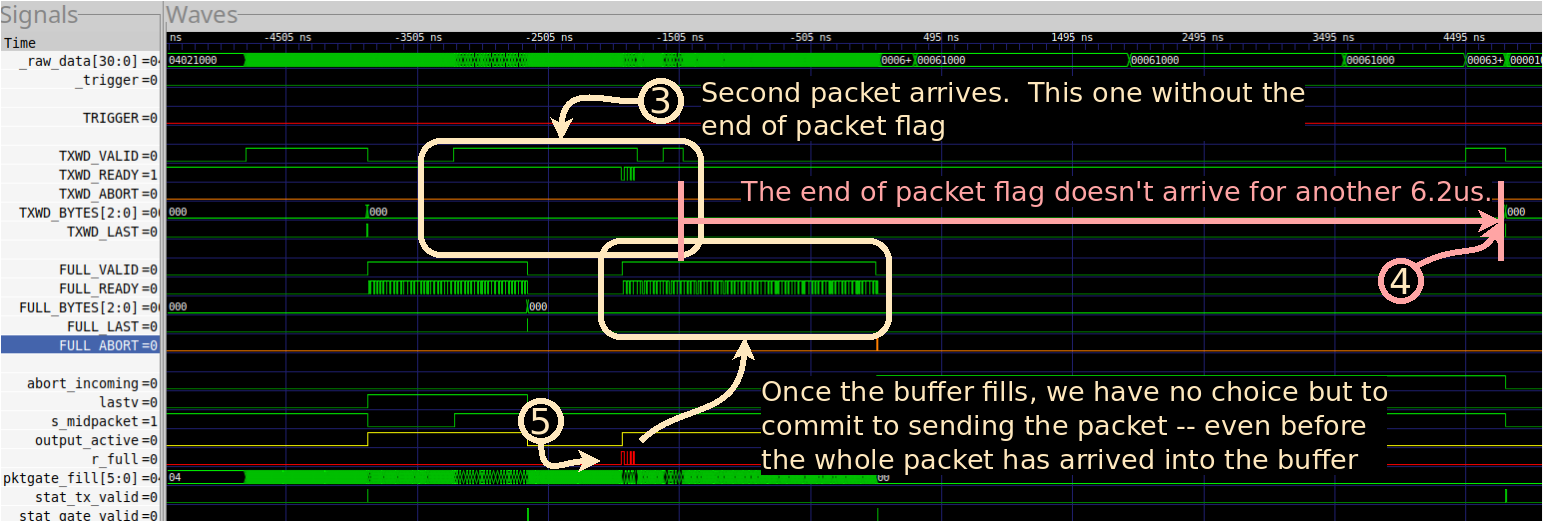 Signals
Waves
Time
ns -4505 ns -3505 ns -2505 ns -1505 ns -505 ns 495 ns 1495 ns 2495 ns 3495 ns 4495 ns
_raw_data[30:0] =04 04021000 0006+ 00061000 00061000 00061000 00063+ 000010
_trigger =0
3 Second packet arrives. This one without the
end of packet flag
TRIGGER =0
TXWD_VALID =0
TXWD_READY =1
TXWD_ABORT =0
The end of packet flag doesn't arrive for another 6.2us.
TXWD_BYTES[2:0] =00 000 000 000
TXWD_LAST =0
FULL_VALID =0
4
FULL_READY =0
FULL_BYTES[2:0] =00 000 000
FULL_LAST =0
FULL_ABORT =0
abort_incoming =0
Once the buffer fills, we have no choice but to
commit to sending the packet -- even before
the whole packet has arrived into the buffer
lastv =0
s_midpacket =1
5
output_active =0
r_full =0
pktgate_fill[5:0] =04 04 00
stat_tx_valid =0
stat_gate_valid =0